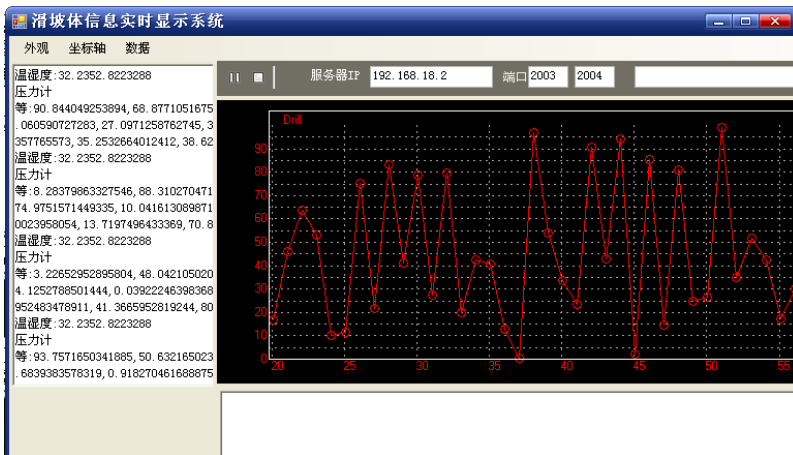 滑坡体信息实时显示系统
外观 坐标轴 数据
服务器IP 192.168.18.2 端口 2003 2004
温湿度:32.2352.8223288
压力计
等:90.844049253894,68.8771051675
.060590727283,27.0971258762745,3
357765573,35.2532664012412,38.62
温湿度:32.2352.8223288
压力计
等:8.28379863327546,88.310270471
74.9751571449335,10.041613089871
0023958054,13.7197496433369,70.8
温湿度:32.2352.8223288
压力计
等:3.22652952895804,48.042105020
4.1252788501444,0.03922246398368
952483478911,41.3665952819244,80
温湿度:32.2352.8223288
压力计
等:93.7571650341885,50.632165023
.6839383578319,0.918270461688875
Drill
90
80
70
60
50
40
30
20
10
0
20 25 30 35 40 45 50 55